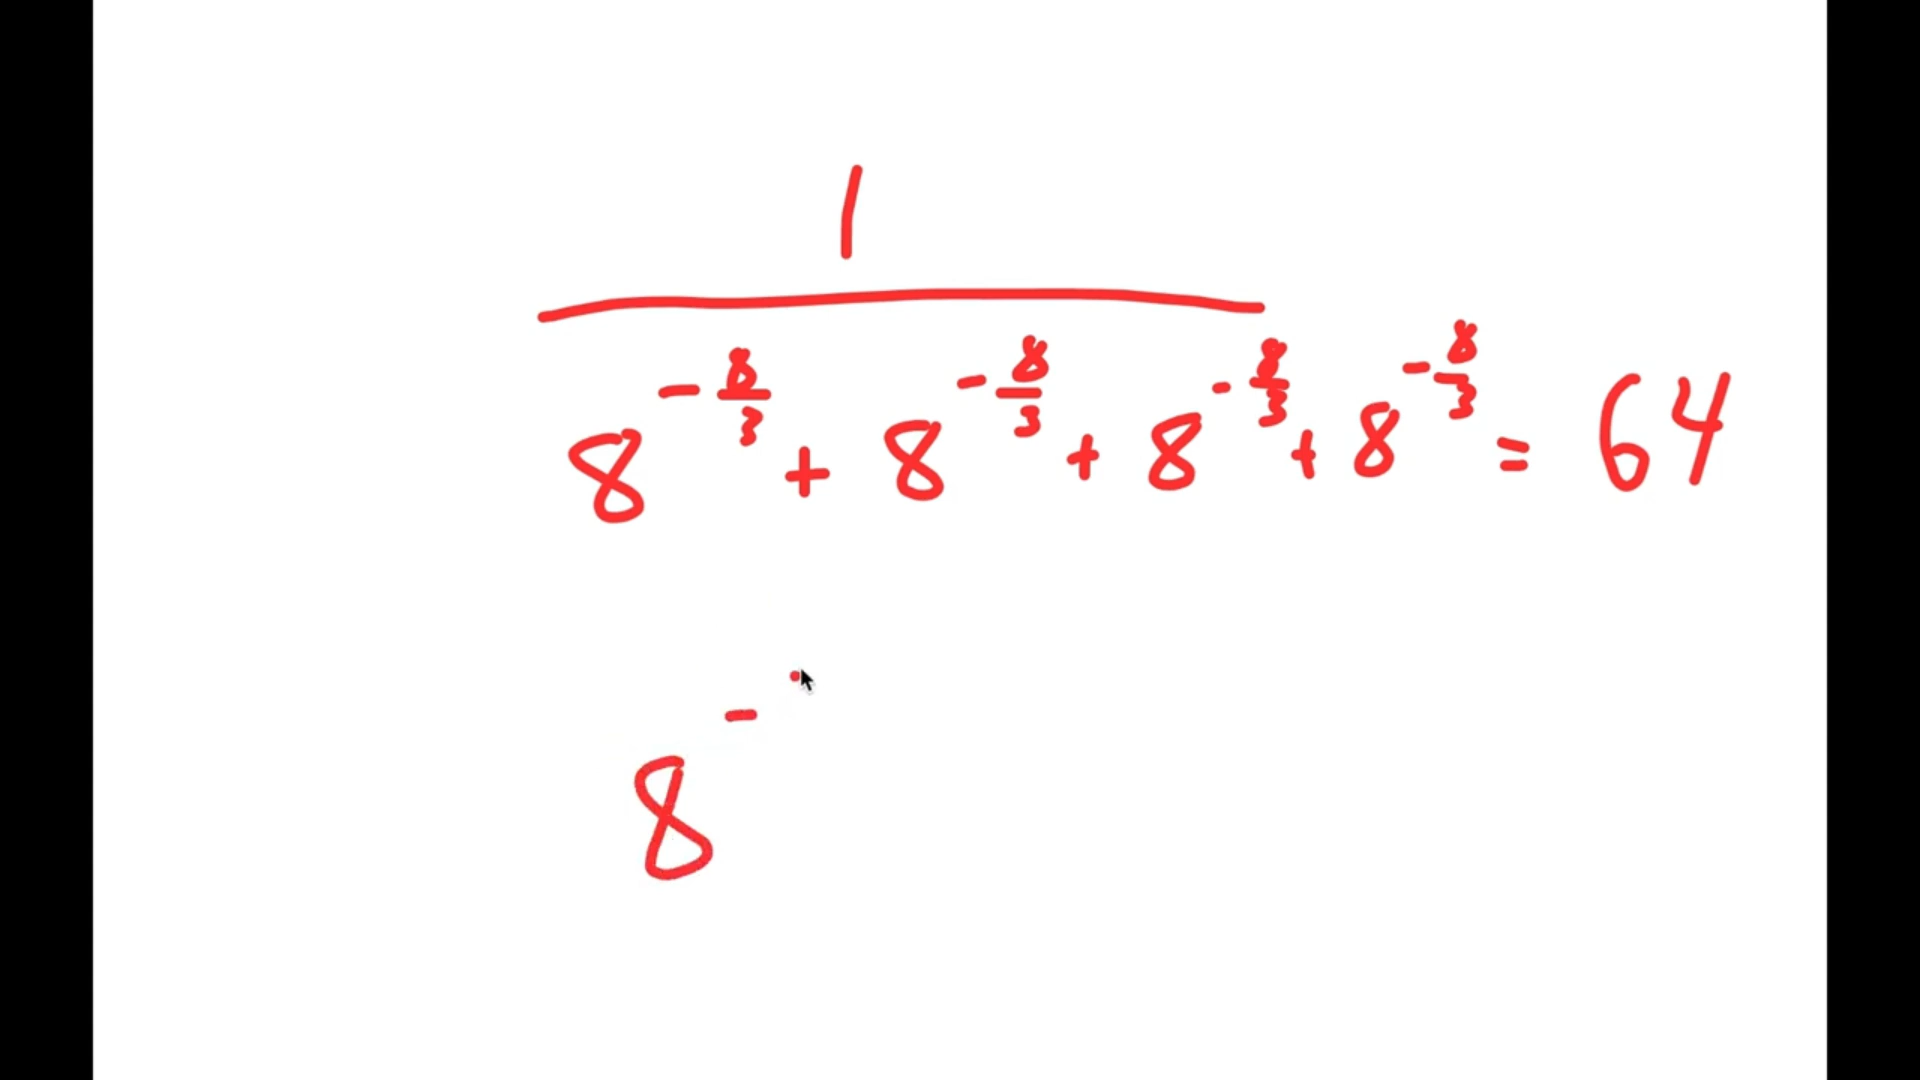 1
8^{-8/3} + 8^{-8/3} + 8^{-8/3} + 8^{-8/3} = 64
8^{-